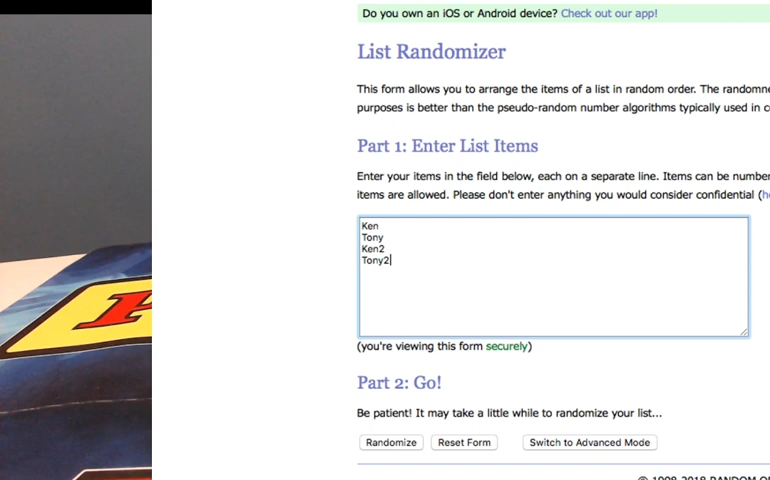 Do you own an iOS or Android device? Check out our app!
List Randomizer
This form allows you to arrange the items of a list in random order. The
purposes is better than the pseudo-random number algorithms typically used in
Part 1: Enter List Items
Enter your items in the field below, each on a separate line. Items can be
items are allowed. Please don't enter anything you would consider confidential (
Ken
Tony
Ken2
Tony2
(you're viewing this form securely)
Part 2: Go!
Be patient! It may take a little while to randomize your list...
Randomize Reset Form Switch to Advanced Mode